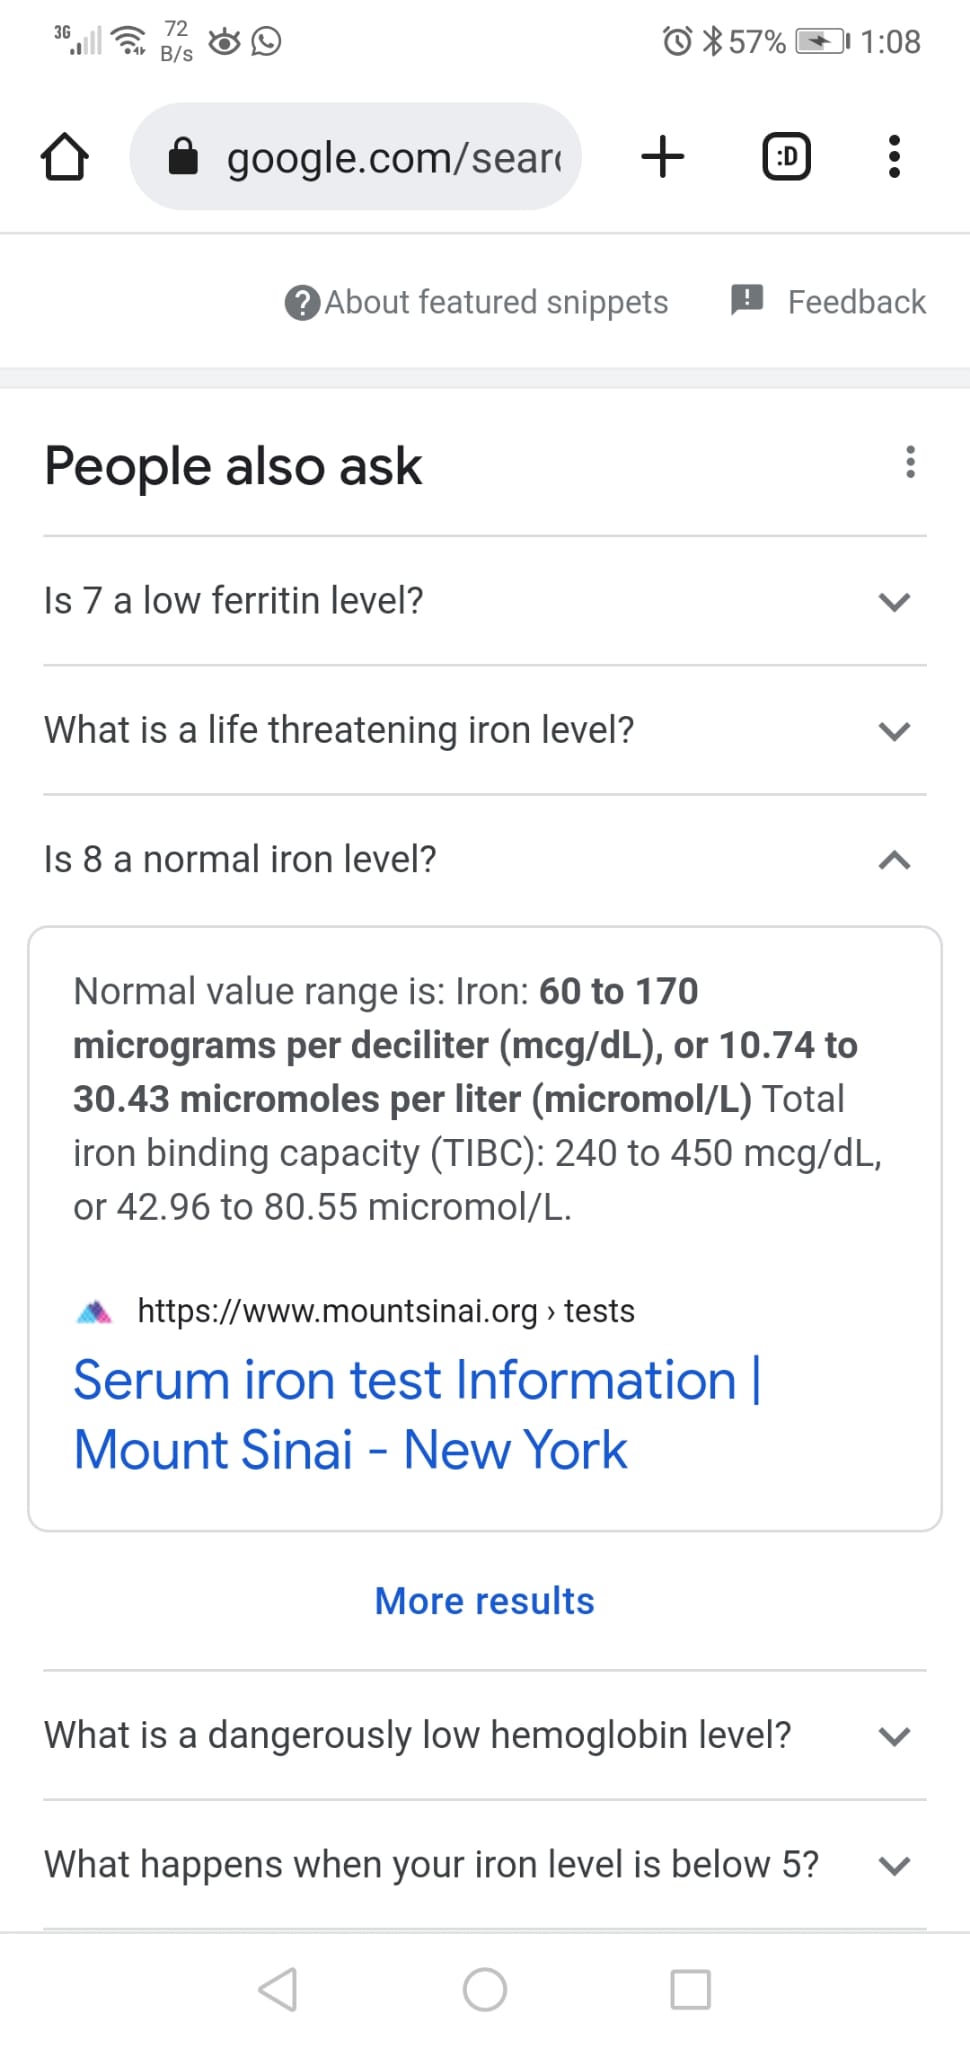 3G 72 B/s 57% 1:08
google.com/sear
:D
About featured snippets Feedback
People also ask
Is 7 a low ferritin level?
What is a life threatening iron level?
Is 8 a normal iron level?
Normal value range is: Iron: 60 to 170
micrograms per deciliter (mcg/dL), or 10.74 to
30.43 micromoles per liter (micromol/L) Total
iron binding capacity (TIBC): 240 to 450 mcg/dL,
or 42.96 to 80.55 micromol/L.
https://www.mountsinai.org › tests
Serum iron test Information |
Mount Sinai - New York
More results
What is a dangerously low hemoglobin level?
What happens when your iron level is below 5?